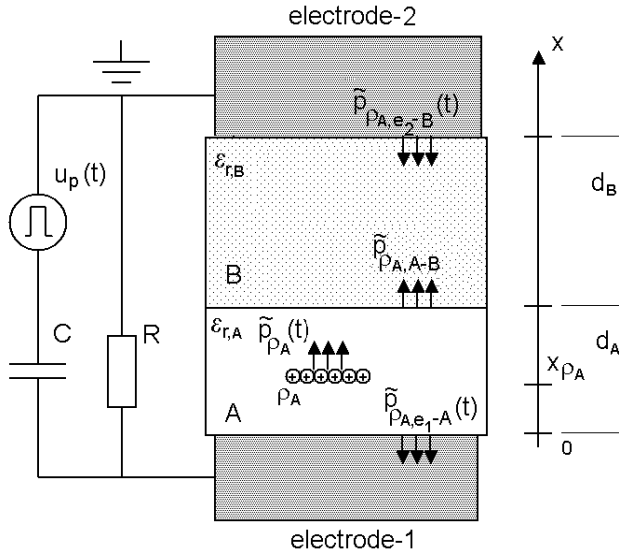 electrode-2
x
p̃ρA,e2-B(t)
εr,B
up(t)
dB
p̃ρA,A-B
B
εr,A
C
R
p̃ρA(t)
dA
xρA
ρA
p̃ρA,e1-A(t)
A
0
electrode-1